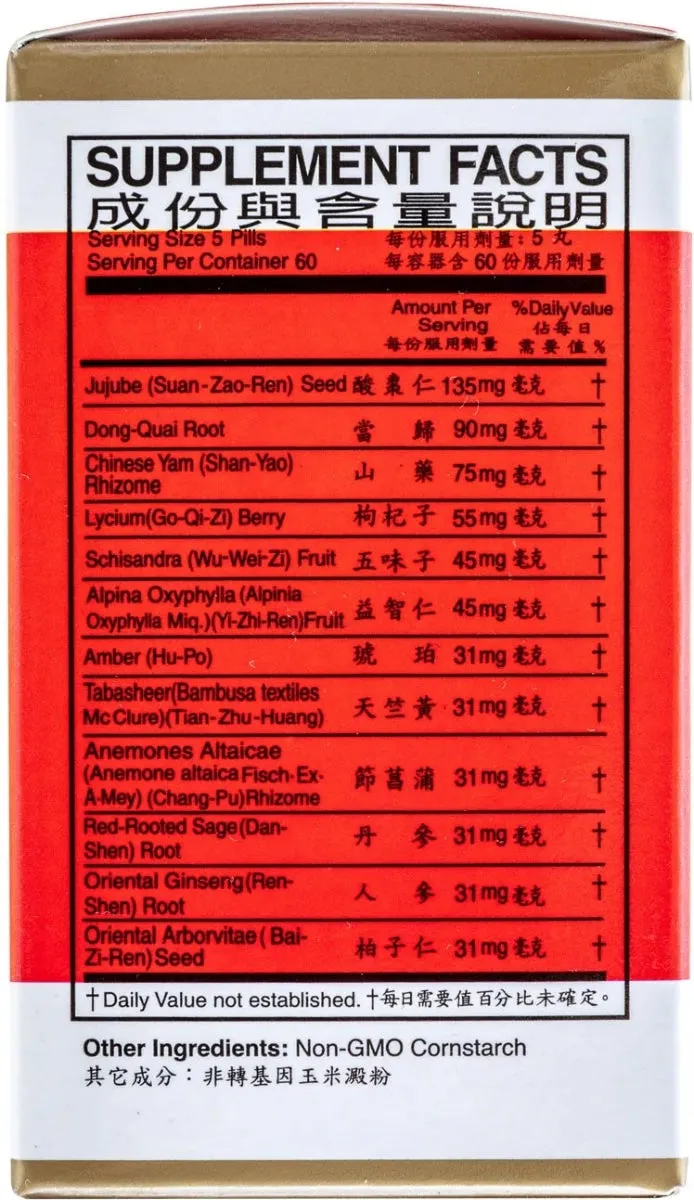 SUPPLEMENT FACTS
成份與含量說明
Serving Size 5 Pills 每份服用劑量：5 丸
Serving Per Container 60 每容器含 60 份服用劑量
Amount Per %Daily Value
Serving 佔每日
每份服用劑量 需要值%
Jujube (Suan-Zao-Ren) Seed 酸棗仁 135mg 毫克 †
Dong-Quai Root 當歸 90mg 毫克 †
Chinese Yam (Shan-Yao)
Rhizome 山藥 75mg 毫克 †
Lycium(Go-Qi-Zi) Berry 枸杞子 55mg 毫克 †
Schisandra (Wu-Wei-Zi) Fruit 五味子 45mg 毫克 †
Alpina Oxyphylla (Alpinia
Oxyphylla Miq.)(Yi-Zhi-Ren)Fruit 益智仁 45mg 毫克 †
Amber (Hu-Po) 琥珀 31mg 毫克 †
Tabasheer(Bambusa textiles
McClure)(Tian-Zhu-Huang) 天竺黃 31mg 毫克 †
Anemones Altaicae
(Anemone altaica Fisch-Ex-
A-Mey) (Chang-Pu)Rhizome 節菖蒲 31mg 毫克 †
Red-Rooted Sage(Dan-
Shen) Root 丹參 31mg 毫克 †
Oriental Ginseng(Ren-
Shen) Root 人參 31mg 毫克 †
Oriental Arborvitae ( Bai-
Zi-Ren)Seed 柏子仁 31mg 毫克 †
†Daily Value not established. †每日需要值百分比未確定。
Other Ingredients: Non-GMO Cornstarch
其它成分：非轉基因玉米澱粉